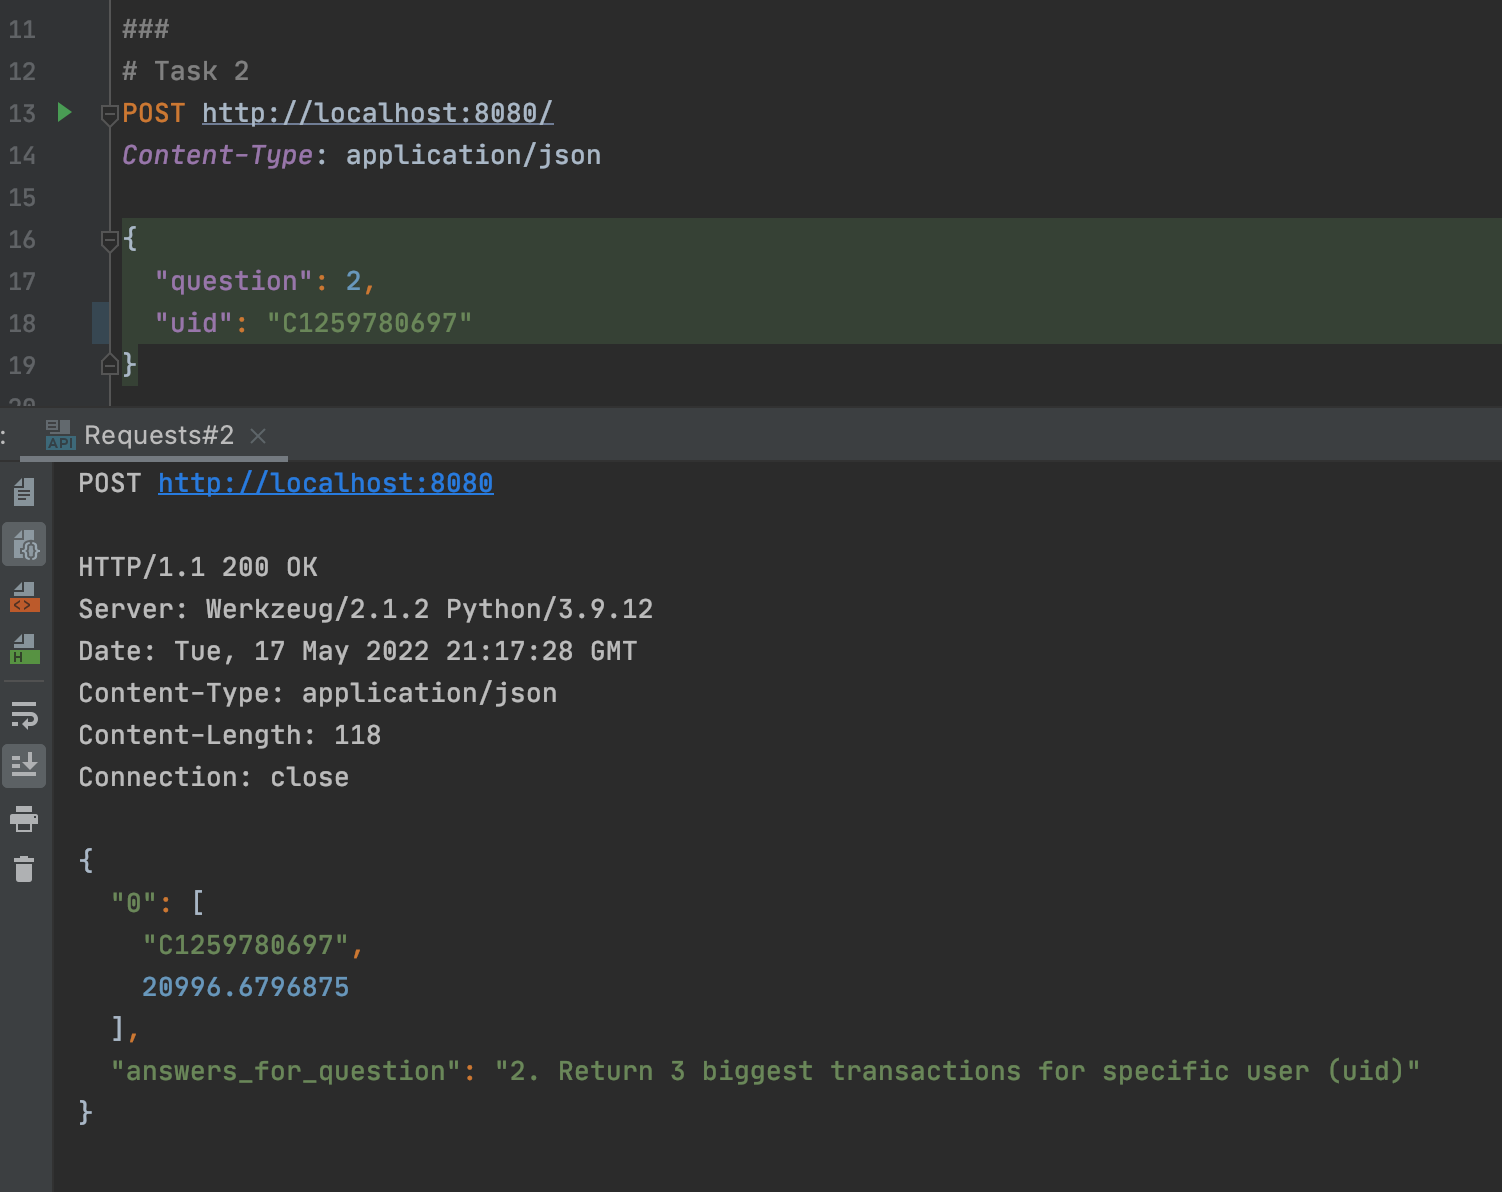 11 ###
12 # Task 2
13 POST http://localhost:8080/
14 Content-Type: application/json
15
16 {
17 "question": 2,
18 "uid": "C1259780697"
19 }
20
: API Requests#2 ×
POST http://localhost:8080
HTTP/1.1 200 OK
Server: Werkzeug/2.1.2 Python/3.9.12
Date: Tue, 17 May 2022 21:17:28 GMT
Content-Type: application/json
Content-Length: 118
Connection: close
{
"0": [
"C1259780697",
20996.6796875
],
"answers_for_question": "2. Return 3 biggest transactions for specific user (uid)"
}